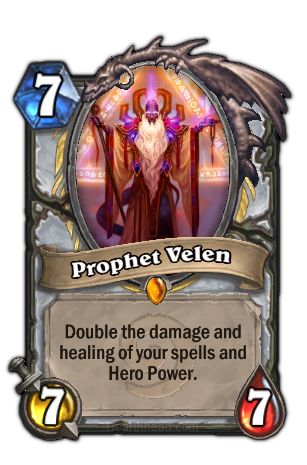 7
Prophet Velen
Double the damage and
healing of your spells and
Hero Power.
7
7